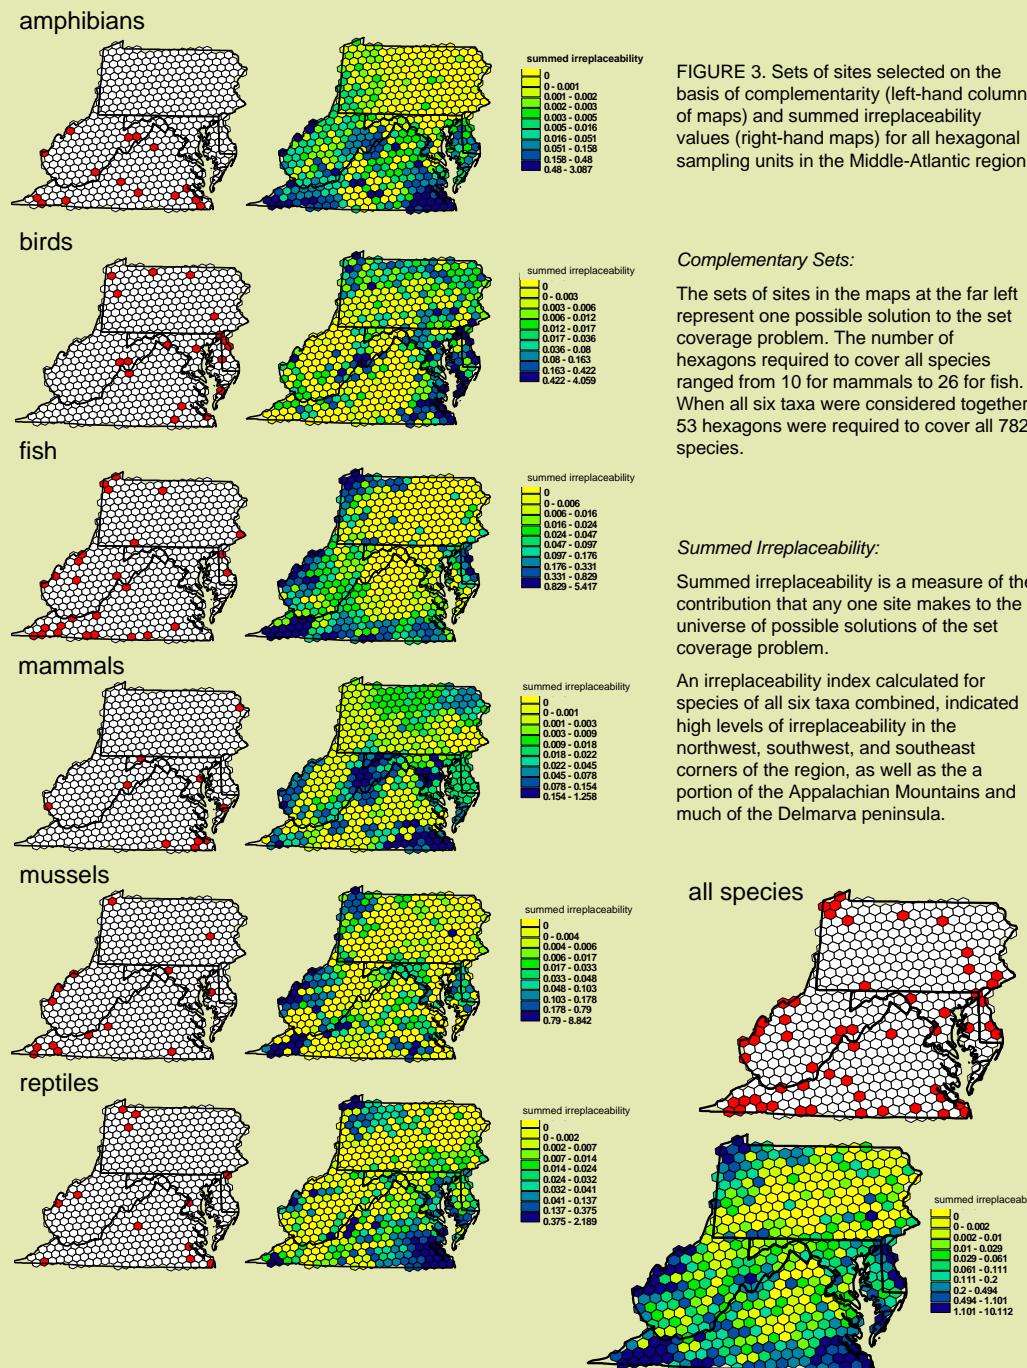 amphibians
summed irreplaceability
0
0 - 0.001
0.001 - 0.002
0.002 - 0.003
0.003 - 0.005
0.005 - 0.016
0.016 - 0.051
0.051 - 0.158
0.158 - 0.48
0.48 - 3.087
FIGURE 3. Sets of sites selected on the
basis of complementarity (left-hand column
of maps) and summed irreplaceability
values (right-hand maps) for all hexagonal
sampling units in the Middle-Atlantic region
birds
summed irreplaceability
0
0 - 0.003
0.003 - 0.006
0.006 - 0.012
0.012 - 0.017
0.017 - 0.036
0.036 - 0.08
0.08 - 0.163
0.163 - 0.422
0.422 - 4.059
Complementary Sets:
The sets of sites in the maps at the far left
represent one possible solution to the set
coverage problem. The number of
hexagons required to cover all species
ranged from 10 for mammals to 26 for fish.
When all six taxa were considered together
53 hexagons were required to cover all 782
species.
fish
summed irreplaceability
0
0 - 0.006
0.006 - 0.016
0.016 - 0.024
0.024 - 0.047
0.047 - 0.097
0.097 - 0.176
0.176 - 0.331
0.331 - 0.829
0.829 - 5.417
Summed Irreplaceability:
Summed irreplaceability is a measure of the
contribution that any one site makes to the
universe of possible solutions of the set
coverage problem.
An irreplaceability index calculated for
species of all six taxa combined, indicated
high levels of irreplaceability in the
northwest, southwest, and southeast
corners of the region, as well as the a
portion of the Appalachian Mountains and
much of the Delmarva peninsula.
mammals
summed irreplaceability
0
0 - 0.001
0.001 - 0.003
0.003 - 0.009
0.009 - 0.018
0.018 - 0.022
0.022 - 0.045
0.045 - 0.078
0.078 - 0.154
0.154 - 1.258
mussels
summed irreplaceability
0
0 - 0.004
0.004 - 0.006
0.006 - 0.017
0.017 - 0.033
0.033 - 0.048
0.048 - 0.103
0.103 - 0.178
0.178 - 0.79
0.79 - 8.842
all species
reptiles
summed irreplaceability
0
0 - 0.002
0.002 - 0.007
0.007 - 0.014
0.014 - 0.024
0.024 - 0.032
0.032 - 0.041
0.041 - 0.137
0.137 - 0.375
0.375 - 2.189
summed irreplaceab
0
0 - 0.002
0.002 - 0.01
0.01 - 0.029
0.029 - 0.061
0.061 - 0.111
0.111 - 0.2
0.2 - 0.494
0.494 - 1.101
1.101 - 10.112